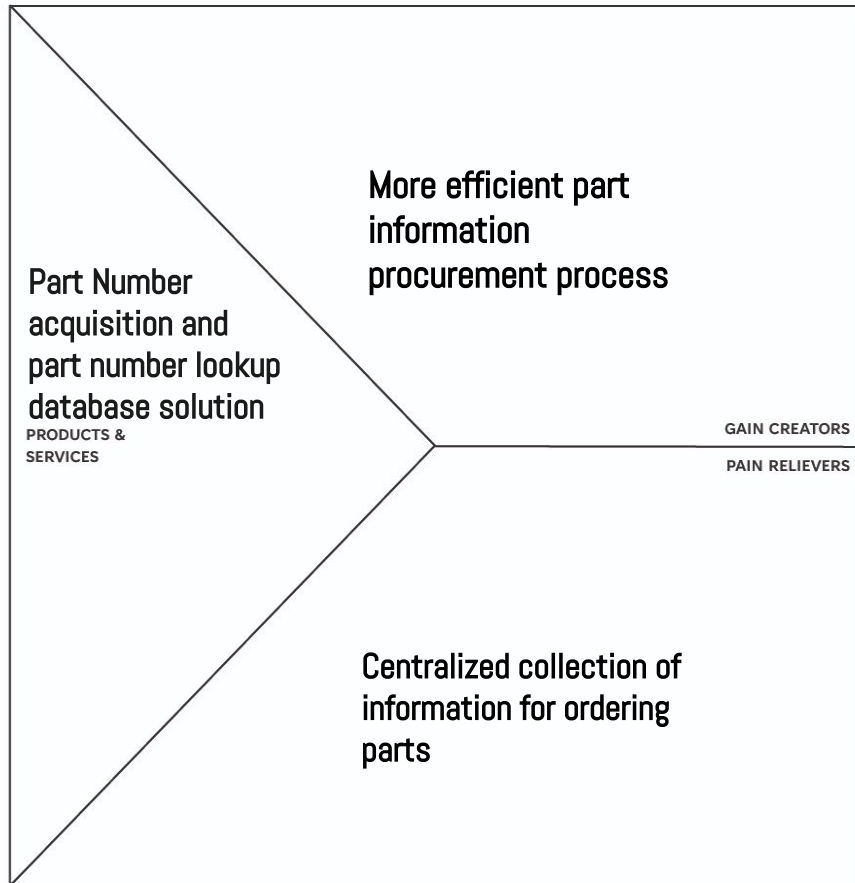 More efficient part
information
procurement process
Part Number
acquisition and
part number lookup
database solution
PRODUCTS &
SERVICES
GAIN CREATORS
PAIN RELIEVERS
Centralized collection of
information for ordering
parts